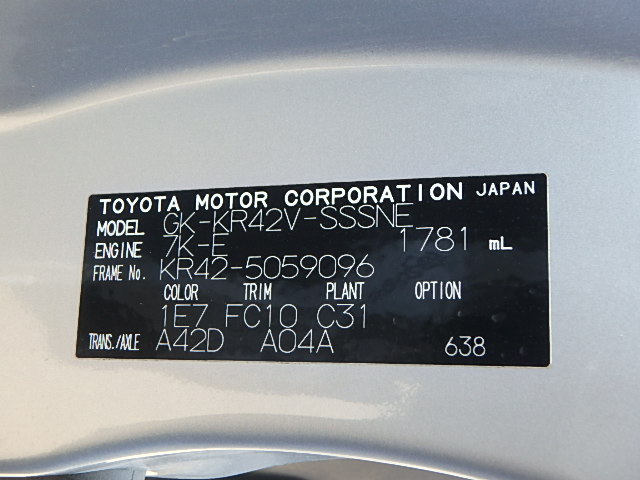 TOYOTA MOTOR CORPORATION JAPAN
MODEL GK-KR42V-SSSNE
ENGINE 7K-E 1781 mL
FRAME No. KR42-5059096
COLOR TRIM PLANT OPTION
1E7 FC10 C31
TRANS./AXLE A42D A04A 638